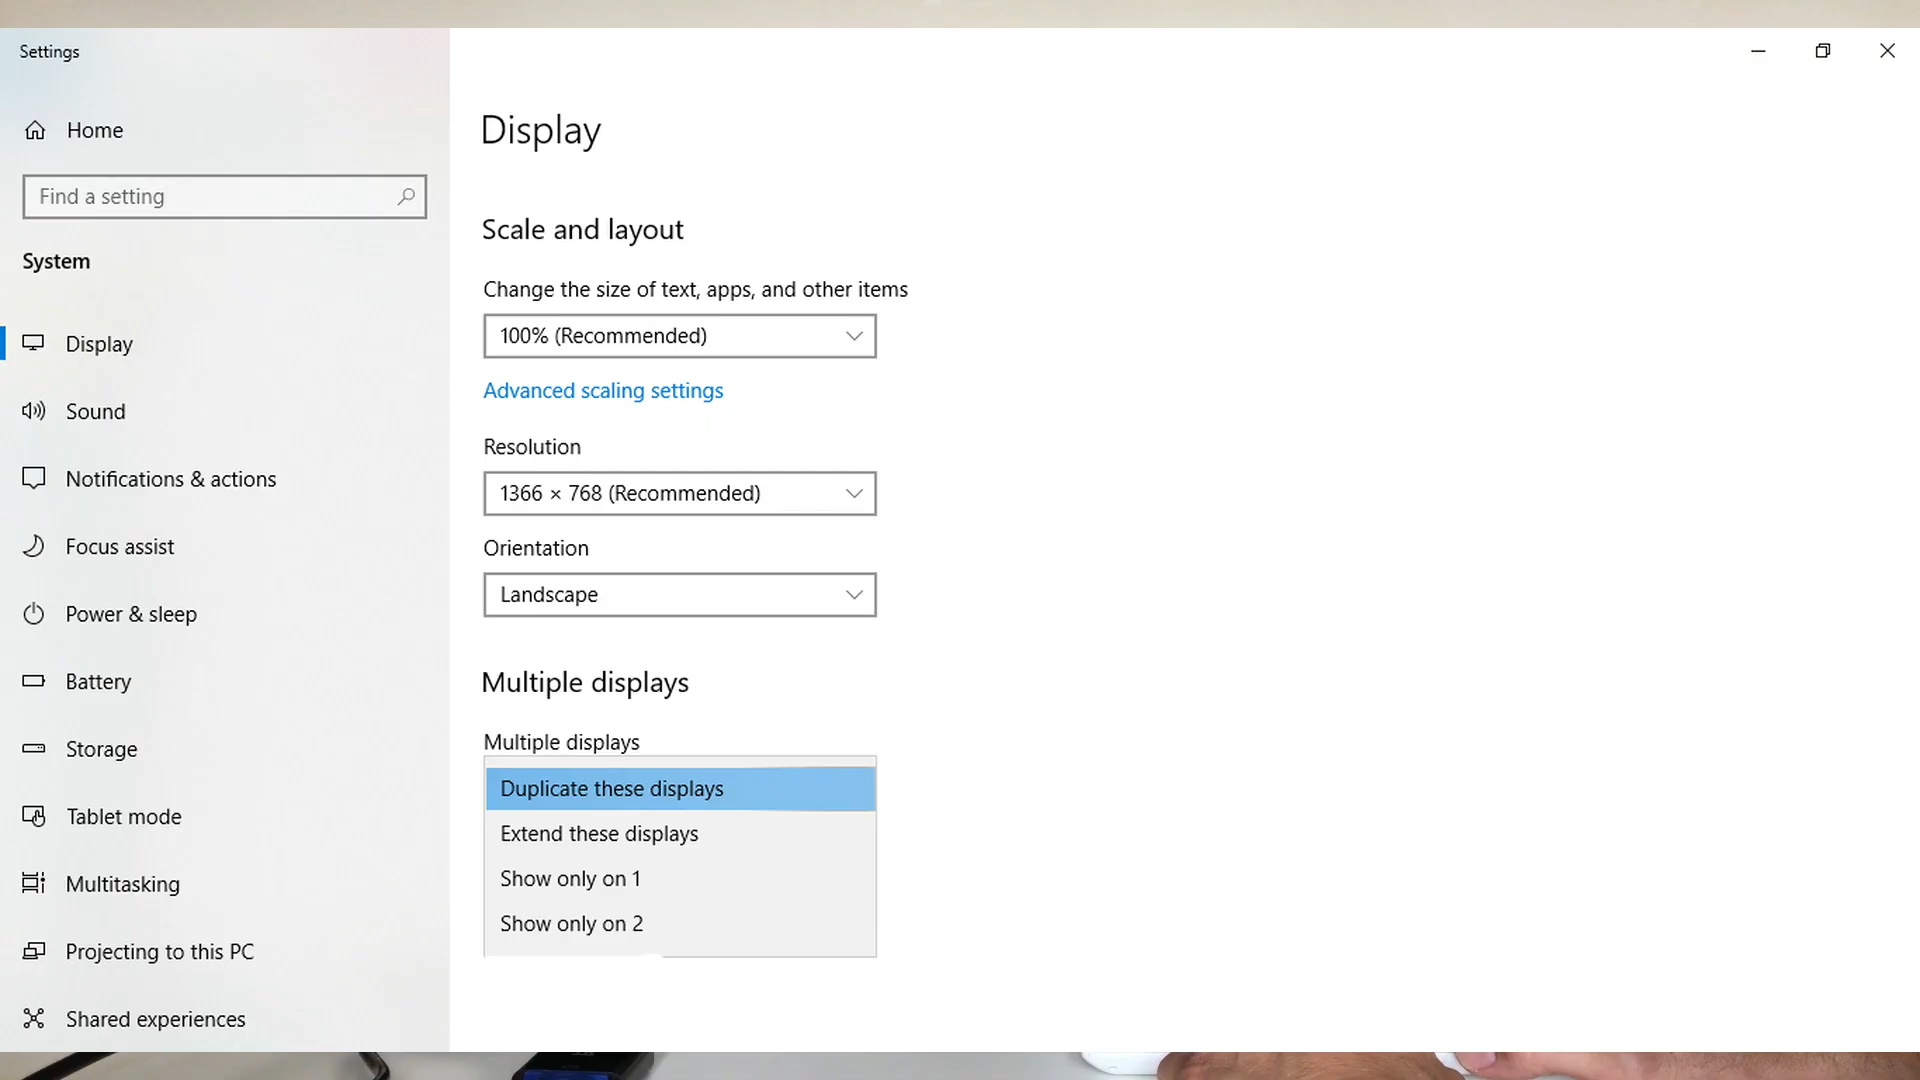 Settings
Home
Find a setting
System
Display
Sound
Notifications & actions
Focus assist
Power & sleep
Battery
Storage
Tablet mode
Multitasking
Projecting to this PC
Shared experiences
Display
Scale and layout
Change the size of text, apps, and other items
100% (Recommended)
Advanced scaling settings
Resolution
1366 × 768 (Recommended)
Orientation
Landscape
Multiple displays
Multiple displays
Duplicate these displays
Extend these displays
Show only on 1
Show only on 2